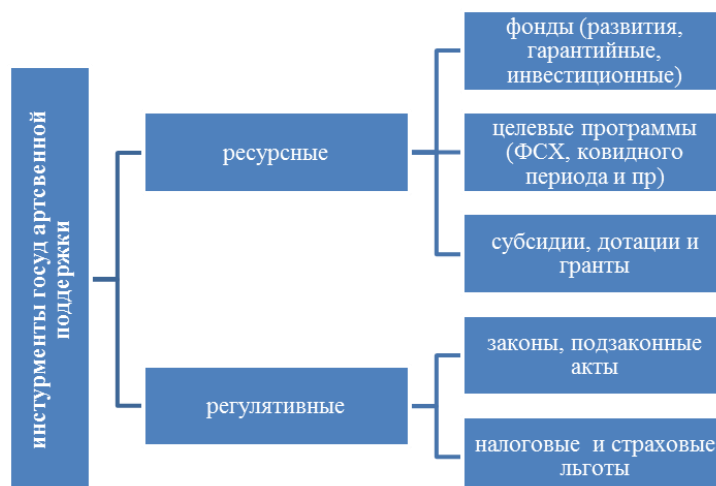 инстурменты госуд артсвенной
поддержки
ресурсные
фонды (развития,
гарантийные,
инвестиционные)
целевые программы
(ФСХ, ковидного
периода и пр)
субсидии, дотации и
гранты
регулятивные
законы, подзаконные
акты
налоговые и страховые
льготы